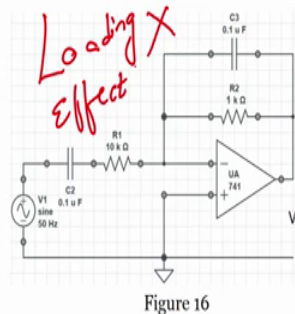 Loading X
Effect
C3
0.1 u F
R2
1 k Ω
R1
10 k Ω
C2
0.1 u F
V1
sine
50 Hz
UA
741
V
Figure 16